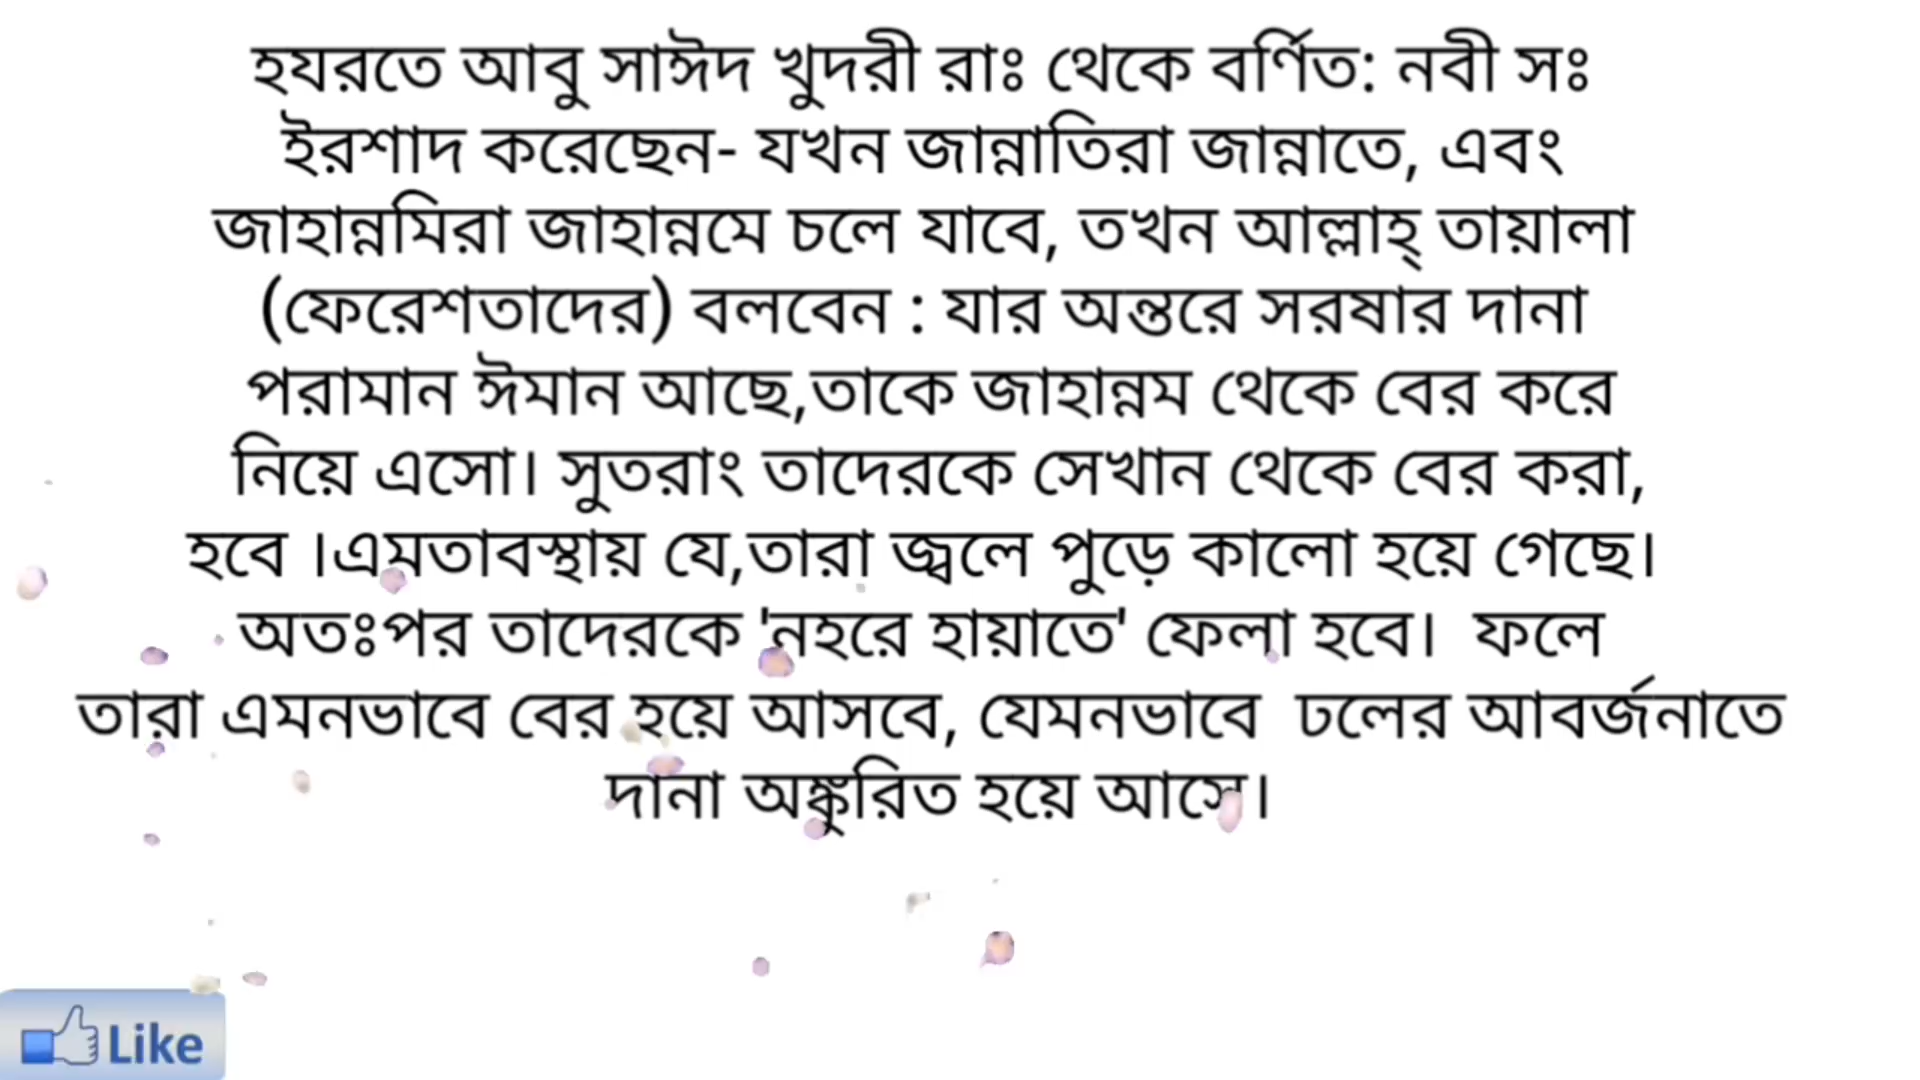 হযরতে আবু সাঈদ খুদরী রাঃ থেকে বর্ণিত: নবী সঃ
ইরশাদ করেছেন- যখন জান্নাতিরা জান্নাতে, এবং
জাহান্নমিরা জাহান্নমে চলে যাবে, তখন আল্লাহ্ তায়ালা
(ফেরেশতাদের) বলবেন : যার অন্তরে সরষার দানা
পরামান ঈমান আছে,তাকে জাহান্নম থেকে বের করে
নিয়ে এসো। সুতরাং তাদেরকে সেখান থেকে বের করা,
হবে ।এমতাবস্থায় যে,তারা জ্বলে পুড়ে কালো হয়ে গেছে।
অতঃপর তাদেরকে 'নহরে হায়াতে' ফেলা হবে। ফলে
তারা এমনভাবে বের হয়ে আসবে, যেমনভাবে ঢলের আবর্জনাতে
দানা অঙ্কুরিত হয়ে আসে।
Like